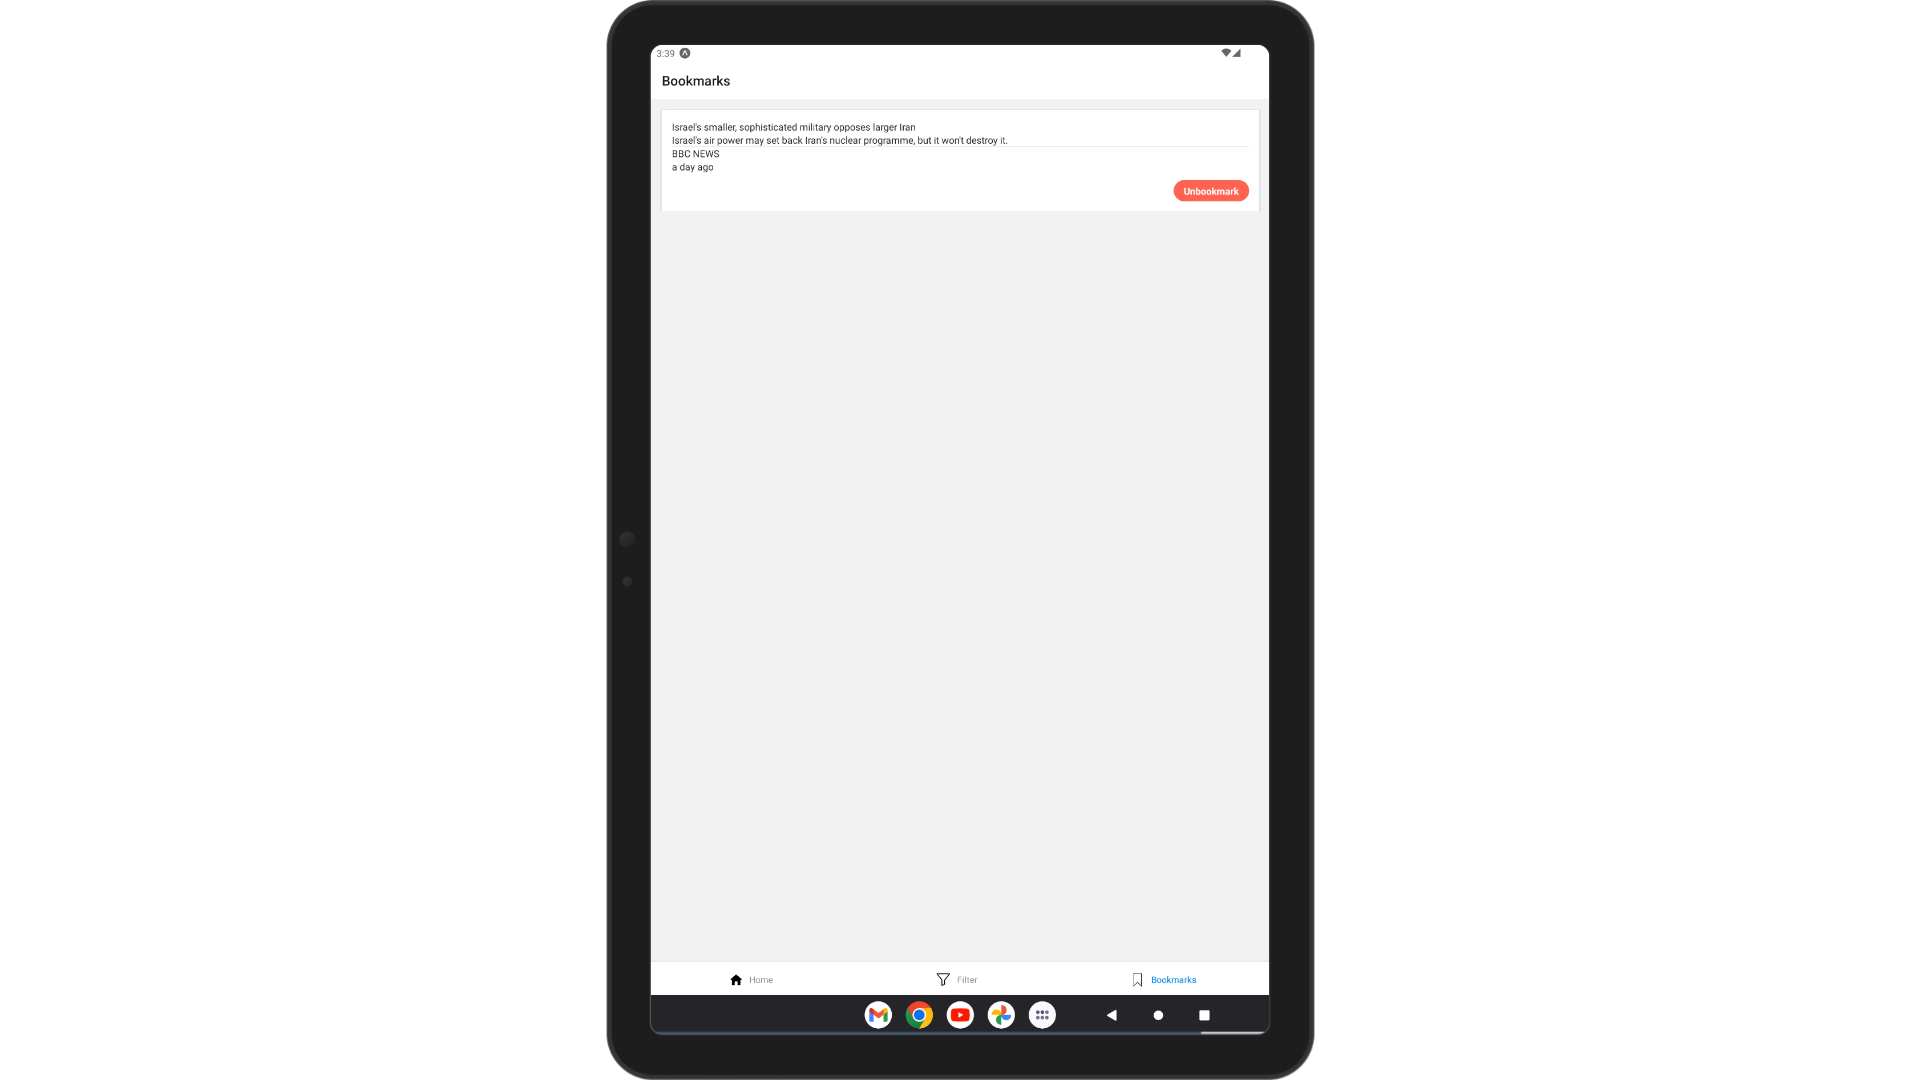 3:39
Bookmarks
Israel's smaller, sophisticated military opposes larger Iran
Israel's air power may set back Iran's nuclear programme, but it won't destroy it.
BBC NEWS
a day ago
Unbookmark
Home
Filter
Bookmarks